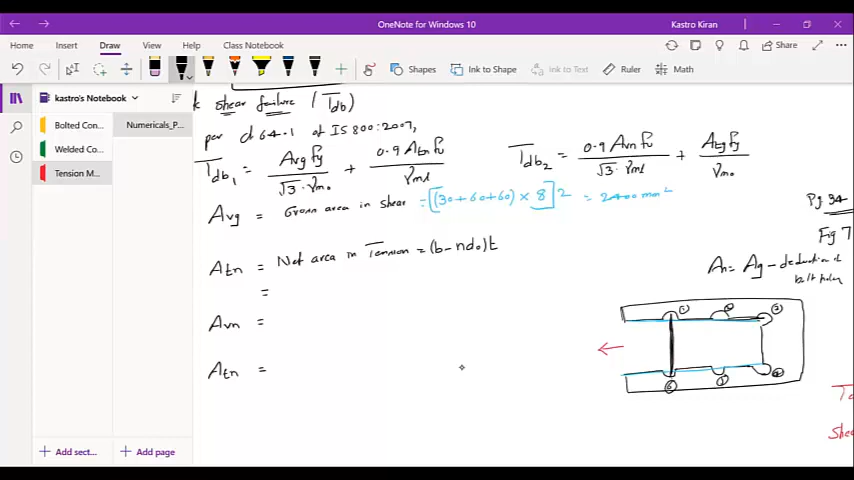 OneNote for Windows 10
Kastro Kiran
Home Insert Draw View Help Class Notebook
Share
Ink to Shape
Shapes
Ink to Text
Ruler
Math
kastro's Notebook
Bolted Con...
Welded Co...
Tension M...
Numericals_P...
Add sect...
Add page
k shear failure (Tdb)
per cl 6.4.1 of IS 800:2007,
Tdb1 = Avg fy / √3 · γm0 + 0.9 Atn fu / γm1
Tdb2 = 0.9 Avn fu / √3 · γm1 + Atg fy / γm0
Avg = Gross area in shear = [(30+60+60) × 8] 2 = 2400 mm²
Atn = Net area in Tension = (b - nd0)t
=
Avn =
Atn =
Pg. 34
Fig 7
An = Ag - deduction of bolt holes